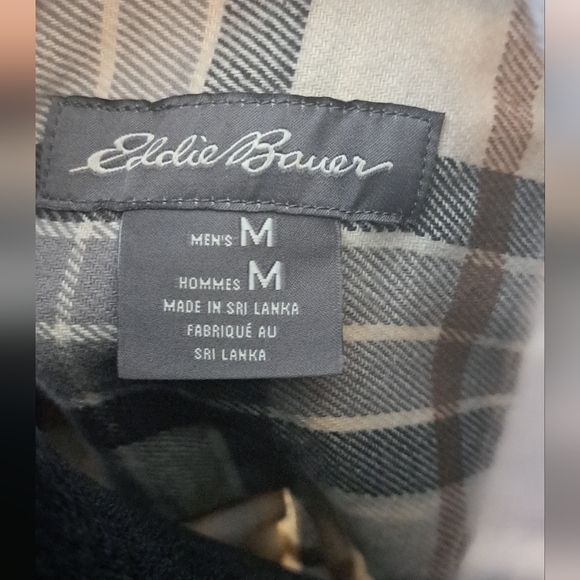 Eddie Bauer
MEN'S M
HOMMES M
MADE IN SRI LANKA
FABRIQUÉ AU
SRI LANKA